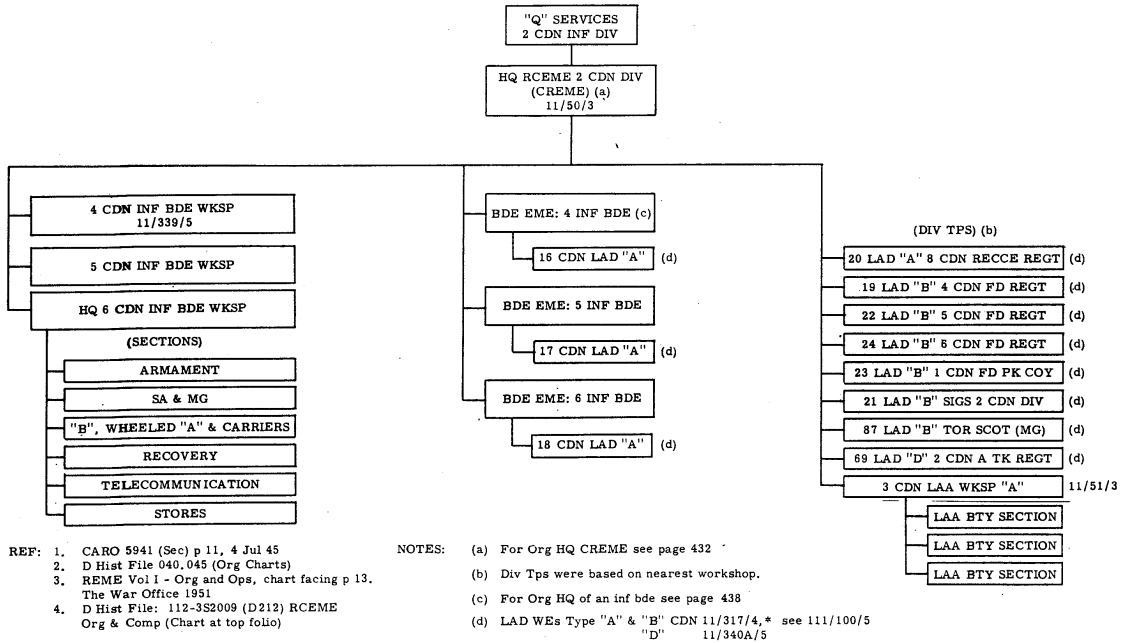 "Q" SERVICES
2 CDN INF DIV
HQ RCEME 2 CDN DIV
(CREME) (a)
11/50/3
4 CDN INF BDE WKSP
11/339/5
5 CDN INF BDE WKSP
HQ 6 CDN INF BDE WKSP
(SECTIONS)
ARMAMENT
SA & MG
"B", WHEELED "A" & CARRIERS
RECOVERY
TELECOMMUNICATION
STORES
BDE EME: 4 INF BDE (c)
16 CDN LAD "A" (d)
BDE EME: 5 INF BDE
17 CDN LAD "A" (d)
BDE EME: 6 INF BDE
18 CDN LAD "A" (d)
(DIV TPS) (b)
20 LAD "A" 8 CDN RECCE REGT (d)
19 LAD "B" 4 CDN FD REGT (d)
22 LAD "B" 5 CDN FD REGT (d)
24 LAD "B" 6 CDN FD REGT (d)
23 LAD "B" 1 CDN FD PK COY (d)
21 LAD "B" SIGS 2 CDN DIV (d)
87 LAD "B" TOR SCOT (MG) (d)
69 LAD "D" 2 CDN A TK REGT (d)
3 CDN LAA WKSP "A" 11/51/3
LAA BTY SECTION
LAA BTY SECTION
LAA BTY SECTION
REF: 1. CARO 5941 (Sec) p 11, 4 Jul 45
2. D Hist File 040.045 (Org Charts)
3. REME Vol I - Org and Ops, chart facing p 13.
The War Office 1951
4. D Hist File: 112-3S2009 (D212) RCEME
Org & Comp (Chart at top folio)
NOTES: (a) For Org HQ CREME see page 432
(b) Div Tps were based on nearest workshop.
(c) For Org HQ of an inf bde see page 438
(d) LAD WEs Type "A" & "B" CDN 11/317/4,* see 111/100/5
"D" 11/340A/5